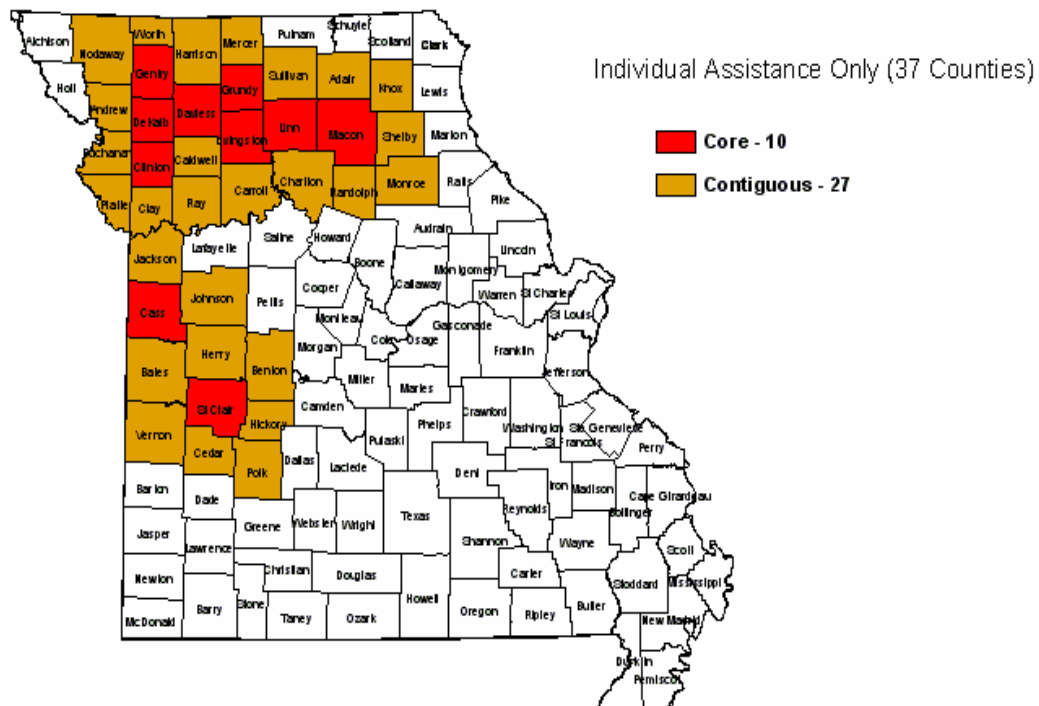 Individual Assistance Only (37 Counties)
Core - 10
Contiguous - 27
Atchison
Nodaway
Worth
Harrison
Mercer
Putnam
Schuyler
Scotland
Clark
Holt
Gentry
Grundy
Sullivan
Adair
Knox
Lewis
Andrew
DeKalb
Daviess
Livingston
Linn
Macon
Shelby
Marion
Buchanan
Clinton
Caldwell
Carroll
Chariton
Randolph
Monroe
Ralls
Pike
Platte
Clay
Ray
Jackson
Lafayette
Saline
Howard
Boone
Audrain
Lincoln
Montgomery
Callaway
Warren
St Charles
St Louis
Cass
Johnson
Pettis
Cooper
Moniteau
Cole
Osage
Gasconade
Franklin
Jefferson
Bates
Henry
Benton
Morgan
Miller
Maries
St Clair
Hickory
Camden
Pulaski
Phelps
Crawford
Washington
St Francois
Ste Genevieve
Perry
Vernon
Cedar
Polk
Dallas
Laclede
Dent
Iron
Madison
Cape Girardeau
Bollinger
Barton
Dade
Greene
Webster
Wright
Texas
Reynolds
Shannon
Wayne
Scott
Jasper
Lawrence
Christian
Douglas
Carter
Stoddard
Mississippi
Newton
Barry
Stone
Taney
Ozark
Howell
Oregon
Ripley
Butler
New Madrid
McDonald
Dunklin
Pemiscot